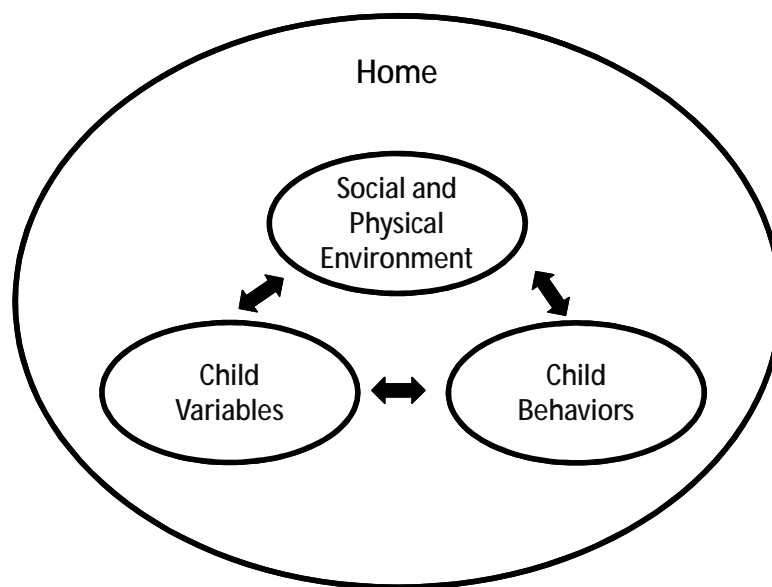 Home
Social and
Physical
Environment
Child
Variables
Child
Behaviors